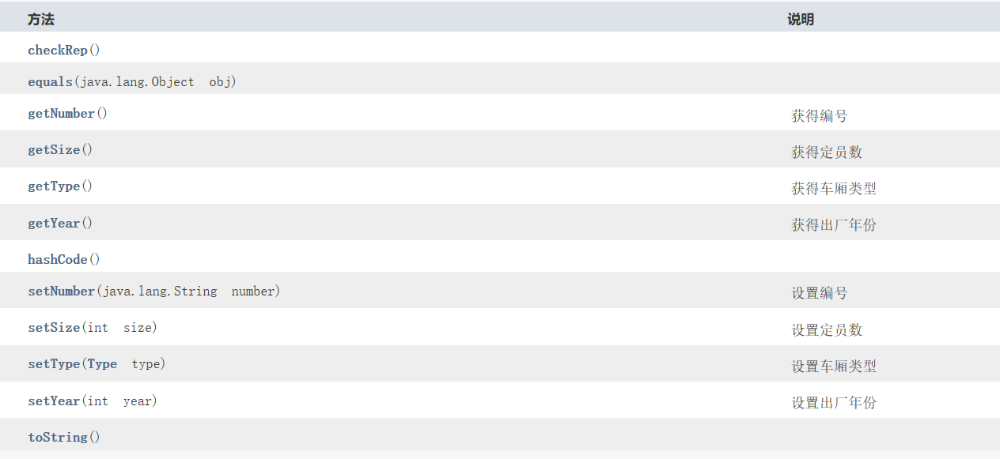 方法 说明
checkRep()
equals(java.lang.Object obj)
getNumber() 获得编号
getSize() 获得定员数
getType() 获得车厢类型
getYear() 获得出厂年份
hashCode()
setNumber(java.lang.String number) 设置编号
setSize(int size) 设置定员数
setType(Type type) 设置车厢类型
setYear(int year) 设置出厂年份
toString()